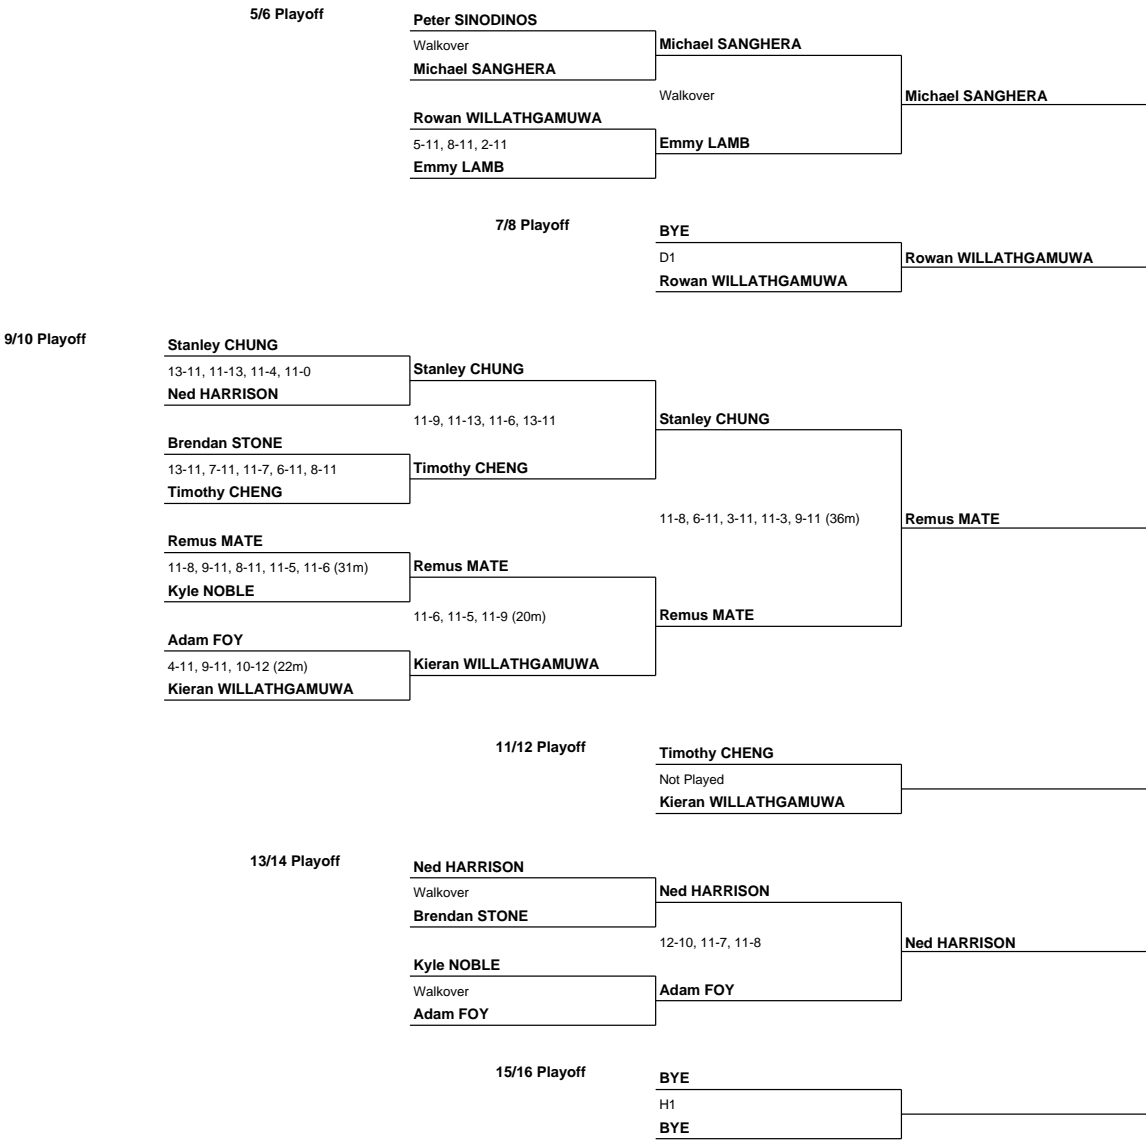 5/6 Playoff
Peter SINODINOS
Walkover
Michael SANGHERA
Michael SANGHERA
Walkover
Michael SANGHERA
Rowan WILLATHGAMUWA
5-11, 8-11, 2-11
Emmy LAMB
Emmy LAMB
7/8 Playoff
BYE
D1
Rowan WILLATHGAMUWA
Rowan WILLATHGAMUWA
9/10 Playoff
Stanley CHUNG
13-11, 11-13, 11-4, 11-0
Stanley CHUNG
Ned HARRISON
11-9, 11-13, 11-6, 13-11
Stanley CHUNG
Brendan STONE
13-11, 7-11, 11-7, 6-11, 8-11
Timothy CHENG
Timothy CHENG
11-8, 6-11, 3-11, 11-3, 9-11 (36m)
Remus MATE
Remus MATE
11-8, 9-11, 8-11, 11-5, 11-6 (31m)
Remus MATE
Kyle NOBLE
11-6, 11-5, 11-9 (20m)
Remus MATE
Adam FOY
4-11, 9-11, 10-12 (22m)
Kieran WILLATHGAMUWA
Kieran WILLATHGAMUWA
11/12 Playoff
Timothy CHENG
Not Played
Kieran WILLATHGAMUWA
13/14 Playoff
Ned HARRISON
Walkover
Ned HARRISON
Brendan STONE
12-10, 11-7, 11-8
Ned HARRISON
Kyle NOBLE
Walkover
Adam FOY
Adam FOY
15/16 Playoff
BYE
H1
BYE